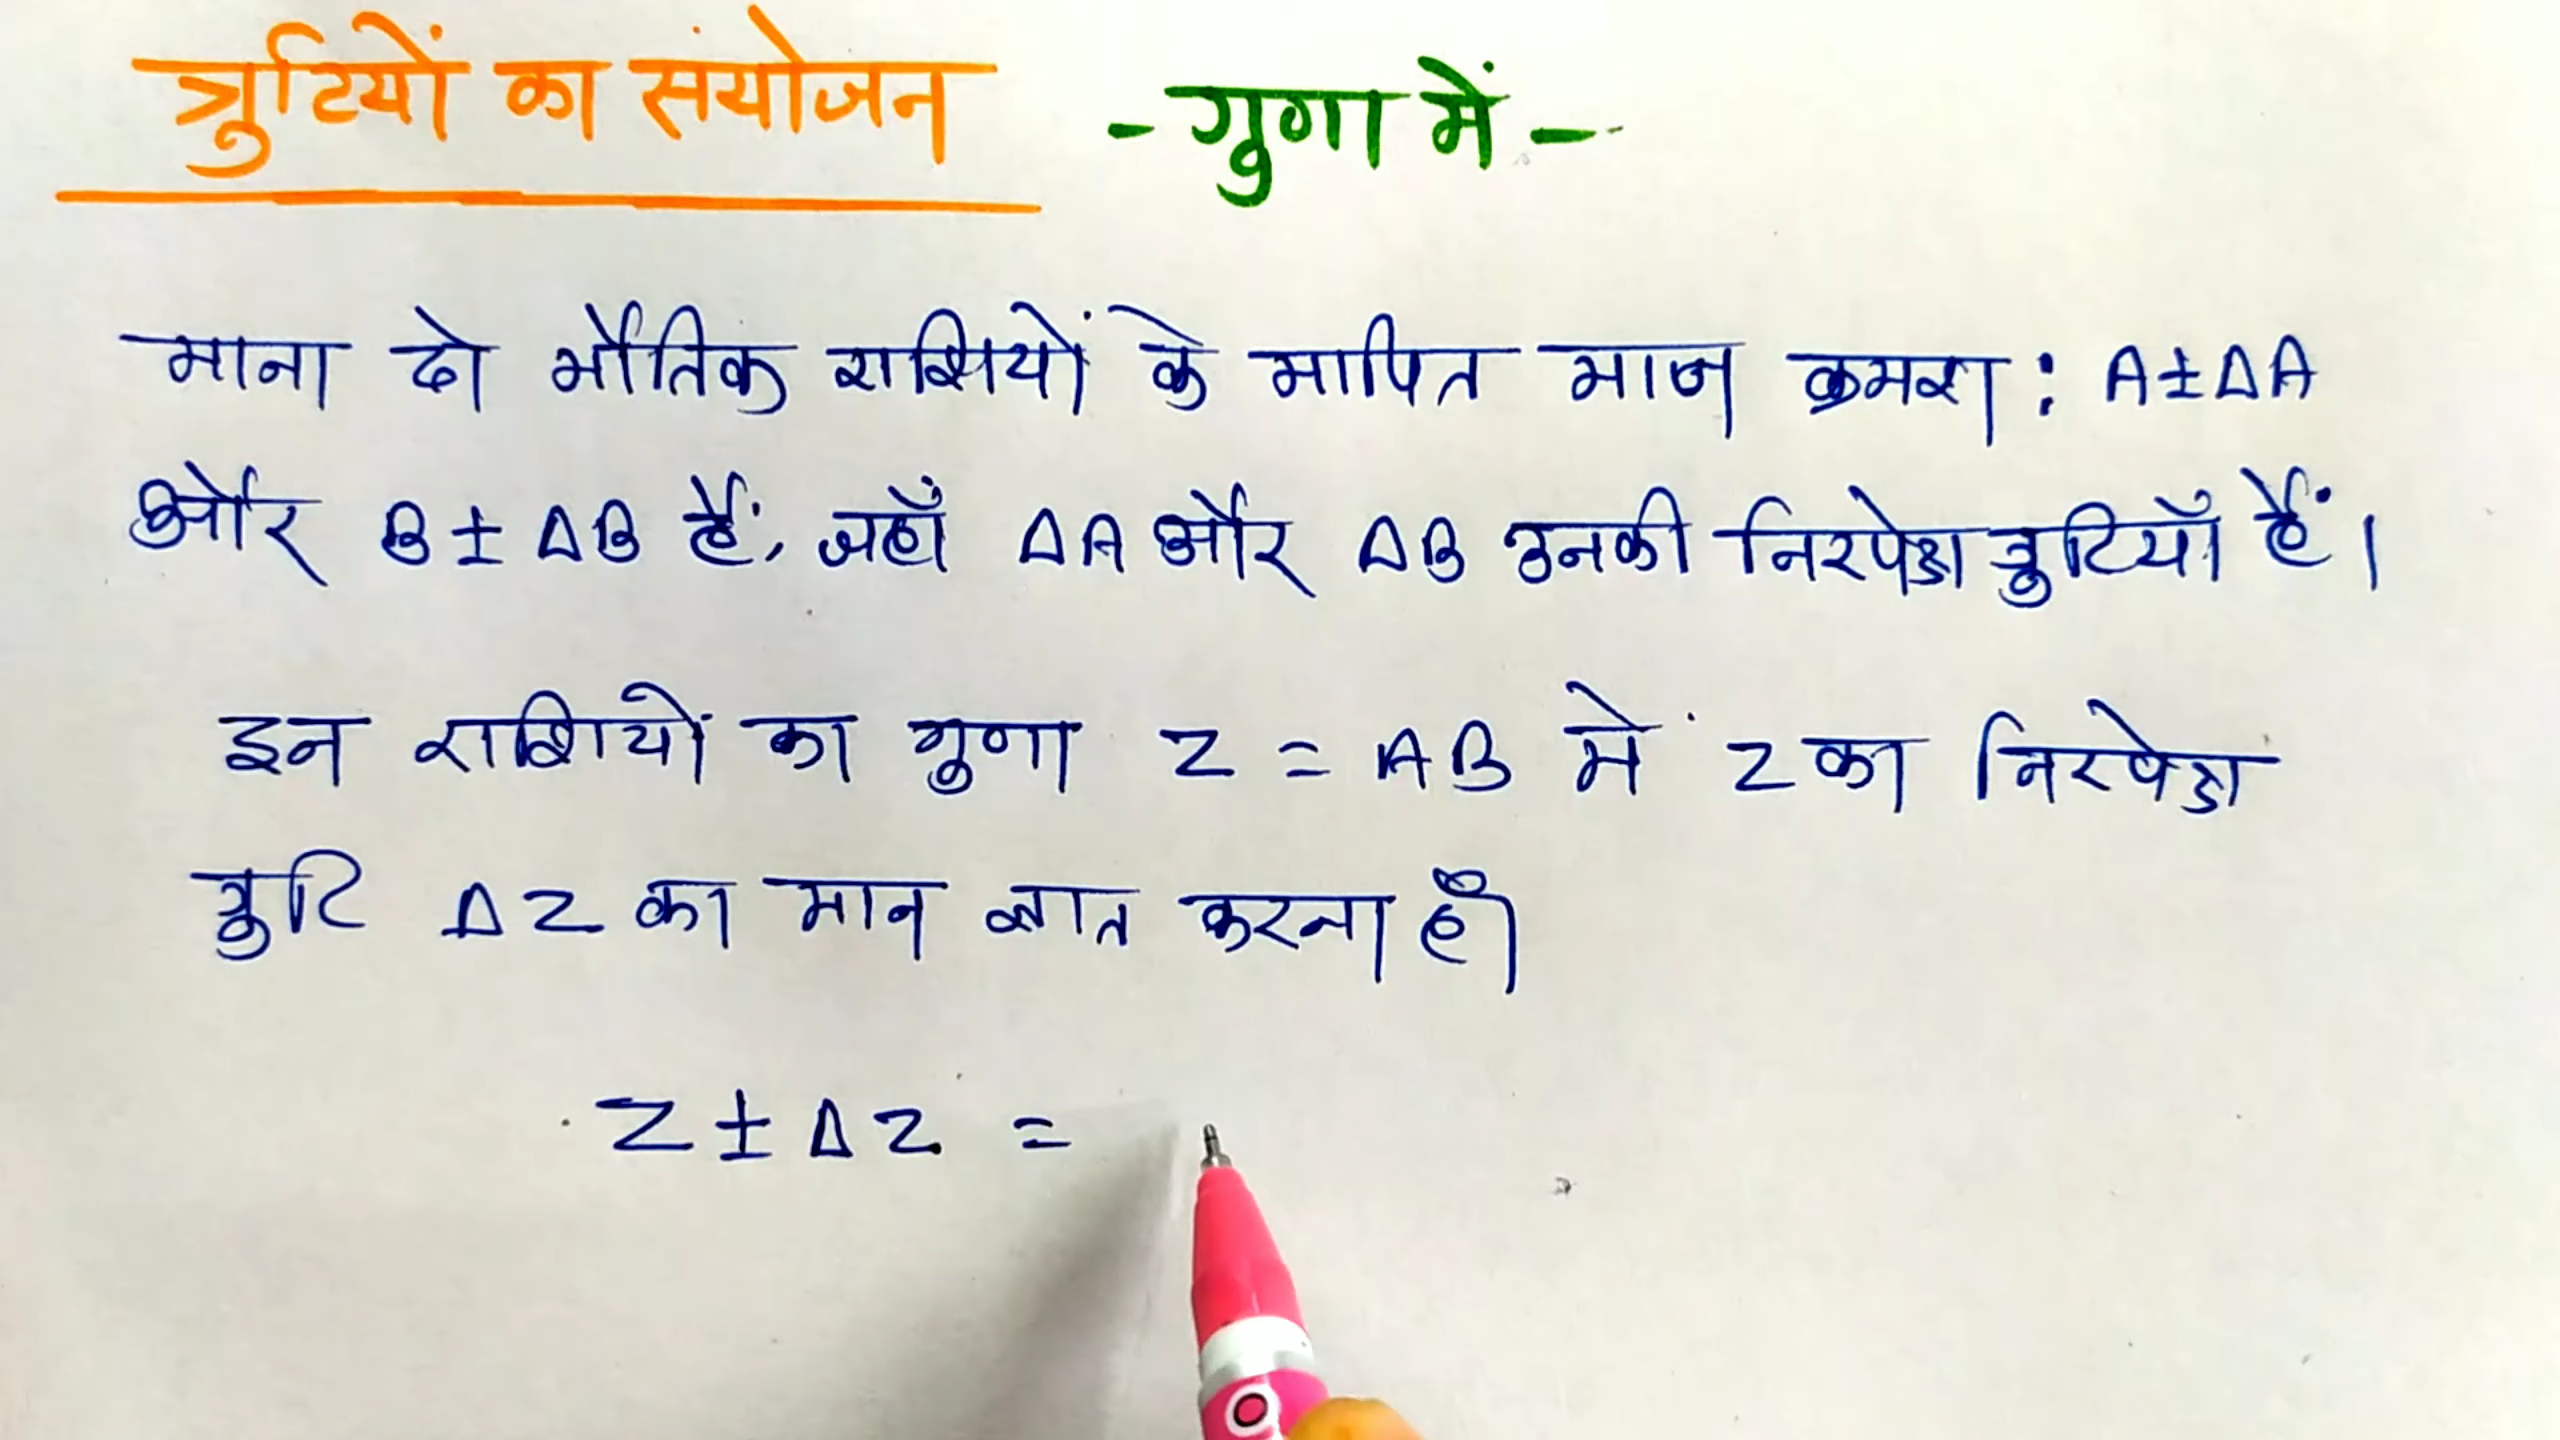 त्रुटियों का संयोजन - गुणा में -
माना दो भौतिक राशियों के मापित मान क्रमशः A±ΔA
और B ± ΔB हैं, जहाँ ΔA और ΔB उनकी निरपेक्ष त्रुटियाँ हैं।
इन राशियों का गुणा Z = AB में Z का निरपेक्ष
त्रुटि ΔZ का मान ज्ञात करना है।
Z ± ΔZ =